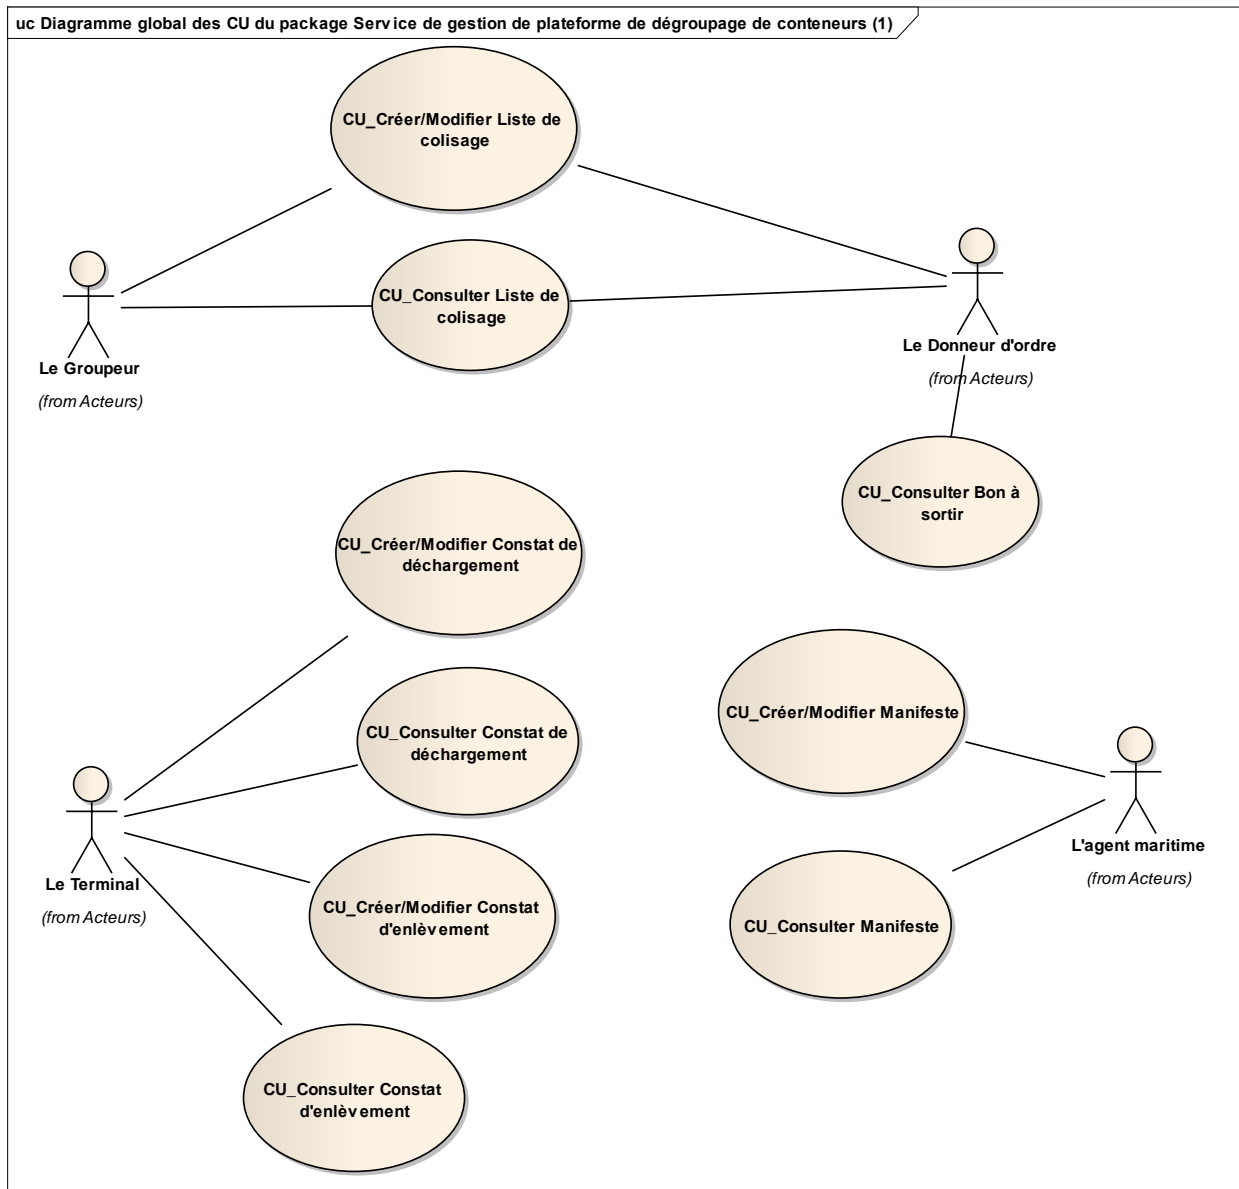 uc Diagramme global des CU du package Service de gestion de plateforme de dégroupage de conteneurs (1)
CU_Créer/Modifier Liste de
colisage
CU_Consulter Liste de
colisage
Le Groupeur
(from Acteurs)
Le Donneur d'ordre
(from Acteurs)
CU_Consulter Bon à
sortir
CU_Créer/Modifier Constat de
déchargement
CU_Consulter Constat de
déchargement
CU_Créer/Modifier Manifeste
Le Terminal
(from Acteurs)
L'agent maritime
(from Acteurs)
CU_Créer/Modifier Constat
d'enlèvement
CU_Consulter Manifeste
CU_Consulter Constat
d'enlèvement